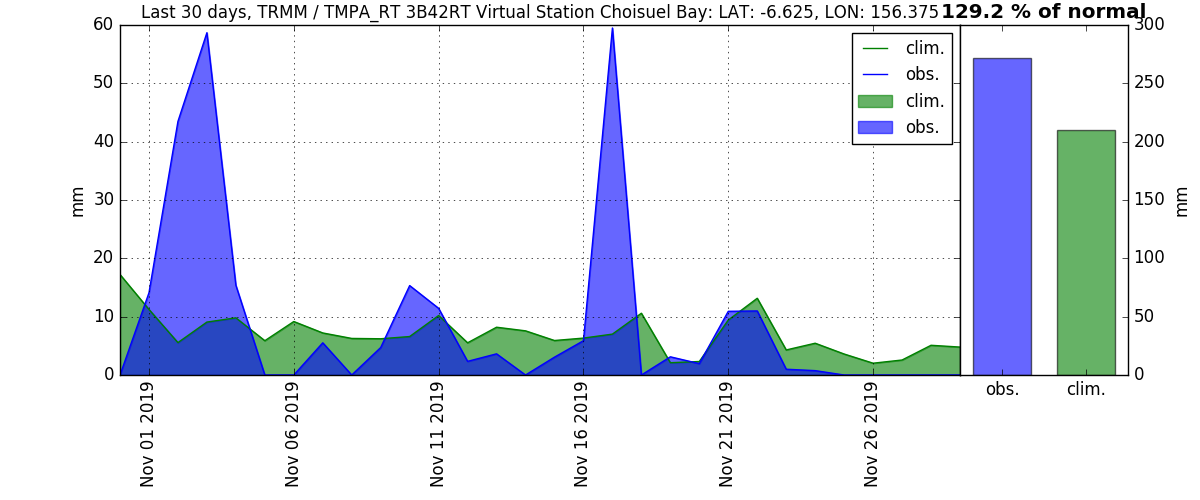 Last 30 days, TRMM / TMPA_RT 3B42RT Virtual Station Choisuel Bay: LAT: -6.625, LON: 156.375
129.2 % of normal
60
50
40
30
20
10
0
mm
clim.
obs.
clim.
obs.
Nov 01 2019
Nov 06 2019
Nov 11 2019
Nov 16 2019
Nov 21 2019
Nov 26 2019
300
250
200
150
100
50
0
mm
obs.
clim.